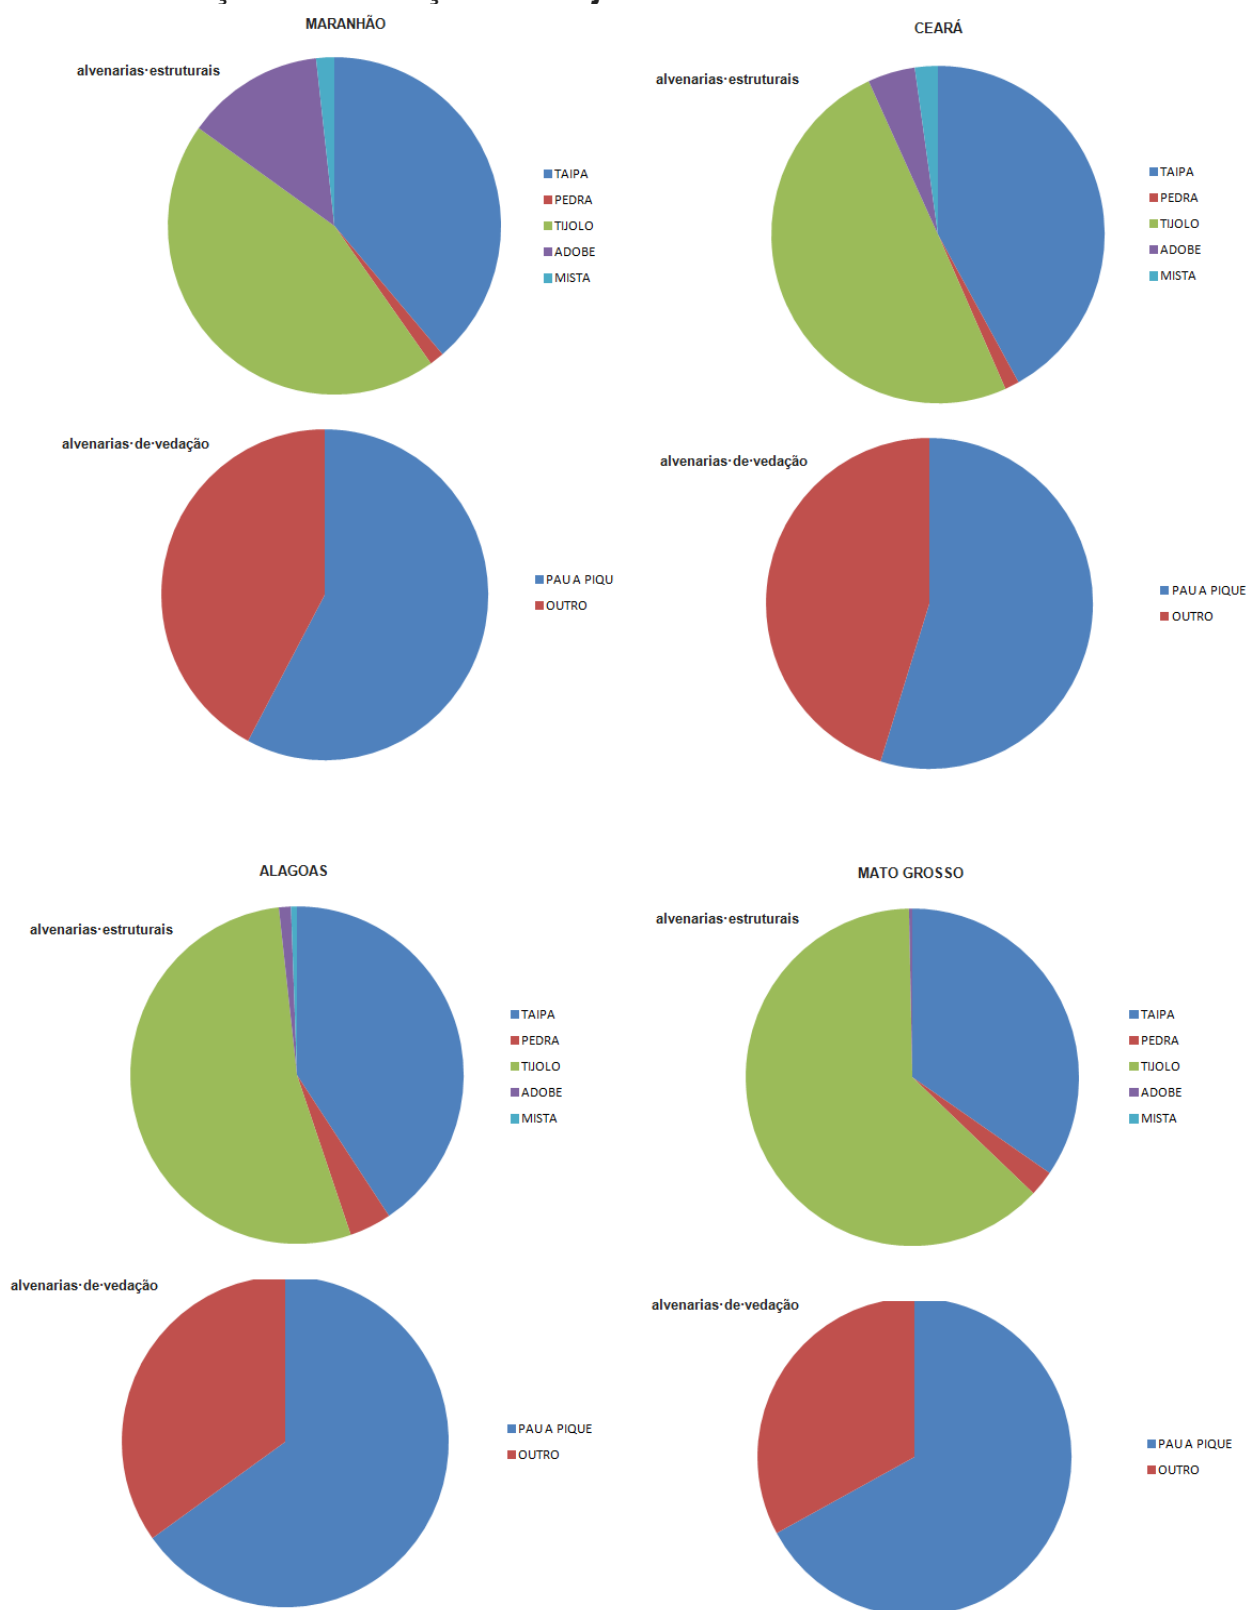 MARANHÃO
alvenarias·estruturais
TAIPA
PEDRA
TIJOLO
ADOBE
MISTA
alvenarias·de·vedação
PAU A PIQU
OUTRO
CEARÁ
alvenarias·estruturais
TAIPA
PEDRA
TIJOLO
ADOBE
MISTA
alvenarias·de·vedação
PAU A PIQUE
OUTRO
ALAGOAS
alvenarias·estruturais
TAIPA
PEDRA
TIJOLO
ADOBE
MISTA
alvenarias·de·vedação
PAU A PIQUE
OUTRO
MATO GROSSO
alvenarias·estruturais
TAIPA
PEDRA
TIJOLO
ADOBE
MISTA
alvenarias·de·vedação
PAU A PIQUE
OUTRO